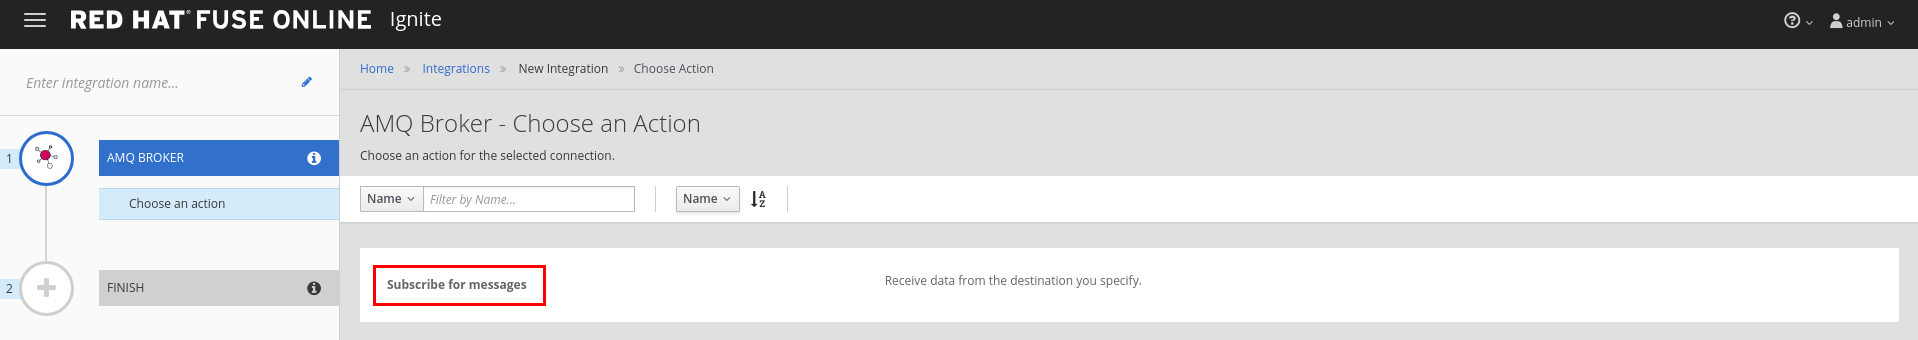 RED HAT® FUSE ONLINE Ignite
admin
Enter integration name...
Home » Integrations » New Integration » Choose Action
AMQ Broker - Choose an Action
Choose an action for the selected connection.
1 AMQ BROKER
Choose an action
2 FINISH
Name Filter by Name... Name A Z
Subscribe for messages Receive data from the destination you specify.